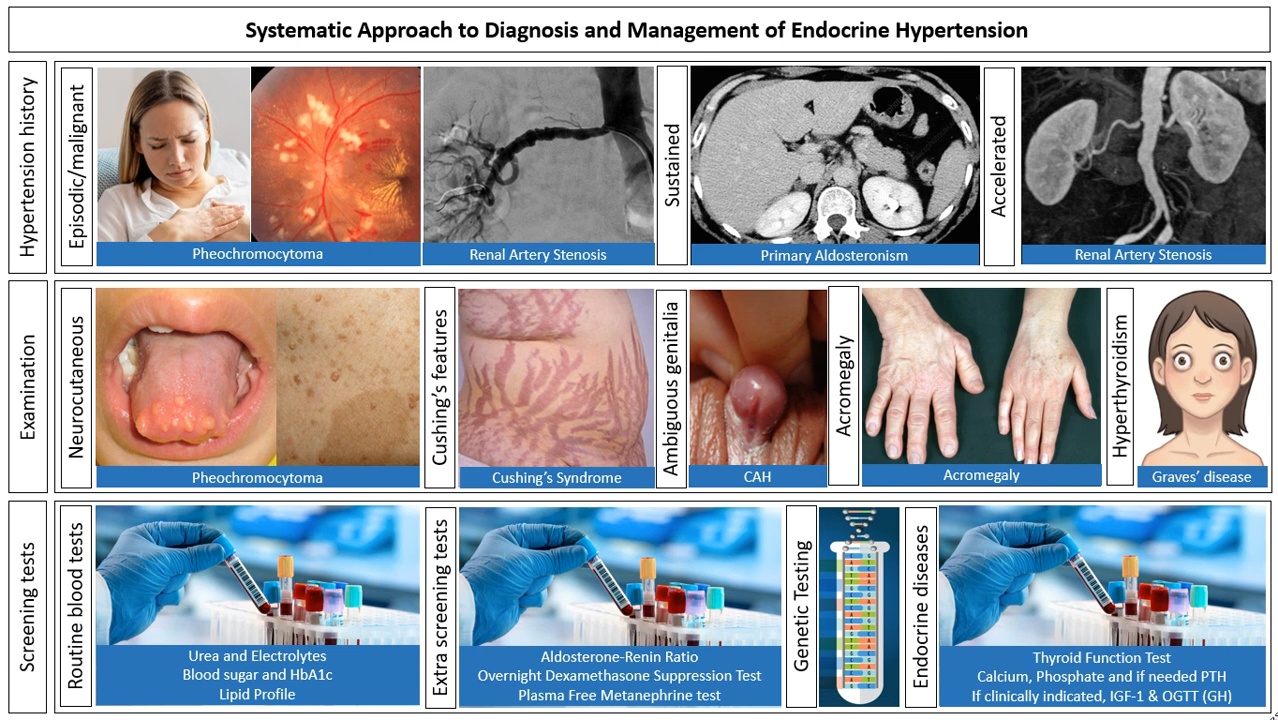 Systematic Approach to Diagnosis and Management of Endocrine Hypertension
Hypertension history
Episodic/malignant
Pheochromocytoma
Renal Artery Stenosis
Sustained
Primary Aldosteronism
Accelerated
Renal Artery Stenosis
Examination
Neurocutaneous
Pheochromocytoma
Cushing's features
Cushing's Syndrome
Ambiguous genitalia
CAH
Acromegaly
Acromegaly
Hyperthyroidism
Graves' disease
Screening tests
Routine blood tests
Urea and Electrolytes
Blood sugar and HbA1c
Lipid Profile
Extra screening tests
Aldosterone-Renin Ratio
Overnight Dexamethasone Suppression Test
Plasma Free Metanephrine test
Genetic Testing
Endocrine diseases
Thyroid Function Test
Calcium, Phosphate and if needed PTH
If clinically indicated, IGF-1 & OGTT (GH)